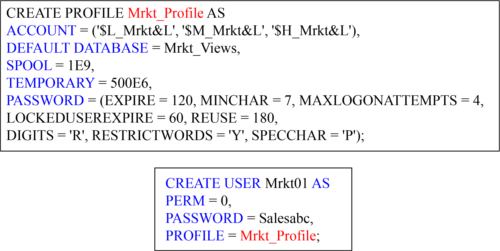 CREATE PROFILE Mrkt_Profile AS
ACCOUNT = ('$L_Mrkt&L', '$M_Mrkt&L', '$H_Mrkt&L'),
DEFAULT DATABASE = Mrkt_Views,
SPOOL = 1E9,
TEMPORARY = 500E6,
PASSWORD = (EXPIRE = 120, MINCHAR = 7, MAXLOGONATTEMPTS = 4,
LOCKEDUSEREXPIRE = 60, REUSE = 180,
DIGITS = 'R', RESTRICTWORDS = 'Y', SPECCHAR = 'P');
CREATE USER Mrkt01 AS
PERM = 0,
PASSWORD = Salesabc,
PROFILE = Mrkt_Profile;